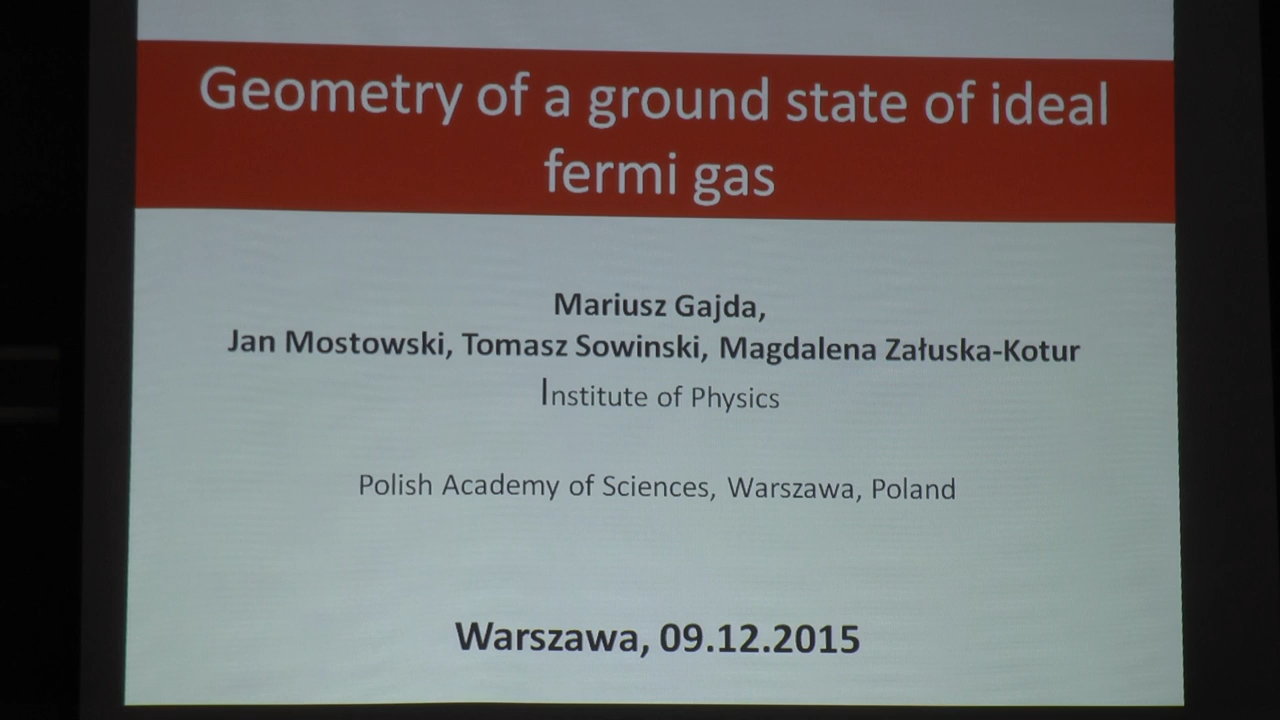 Geometry of a ground state of ideal
fermi gas
Mariusz Gajda,
Jan Mostowski, Tomasz Sowinski, Magdalena Załuska-Kotur
Institute of Physics
Polish Academy of Sciences, Warszawa, Poland
Warszawa, 09.12.2015